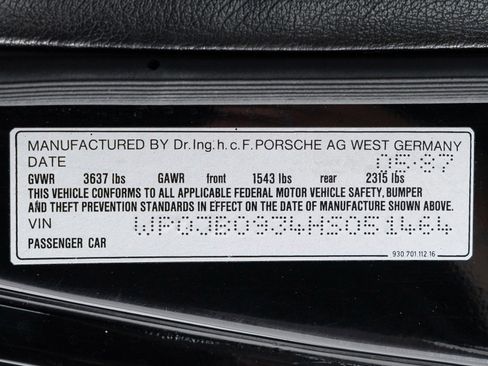 MANUFACTURED BY Dr.Ing.h.c.F.PORSCHE AG WEST GERMANY
DATE 05·87
GVWR 3637 lbs GAWR front 1543 lbs rear 2315 lbs
THIS VEHICLE CONFORMS TO ALL APPLICABLE FEDERAL MOTOR VEHICLE SAFETY, BUMPER
AND THEFT PREVENTION STANDARDS IN EFFECT ON THE DATE OF MANUFACTURE SHOWN ABOVE.
VIN WP0JB0934HS051464
PASSENGER CAR
930.701.112.16